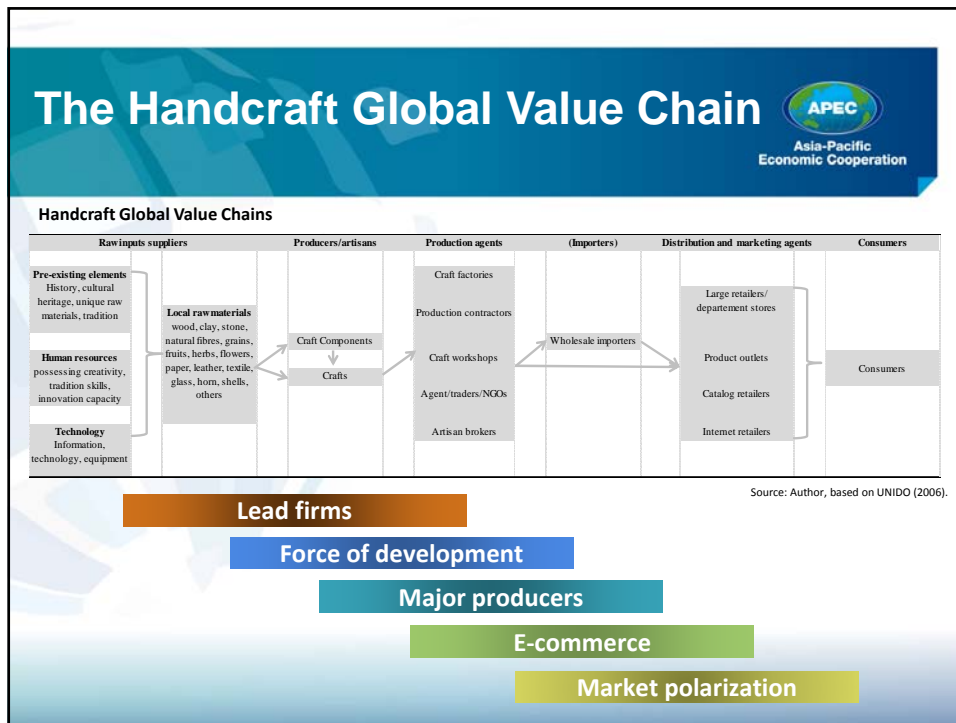 The Handcraft Global Value Chain
APEC
Asia-Pacific
Economic Cooperation
Handcraft Global Value Chains
Raw inputs suppliers
Producers/artisans
Production agents
(Importers)
Distribution and marketing agents
Consumers
Pre-existing elements
History, cultural
heritage, unique raw
materials, tradition
Human resources
possessing creativity,
tradition skills,
innovation capacity
Technology
Information,
technology, equipment
Local raw materials
wood, clay, stone,
natural fibres, grains,
fruits, herbs, flowers,
paper, leather, textile,
glass, horn, shells,
others
Craft Components
Crafts
Craft factories
Production contractors
Craft workshops
Agent/traders/NGOs
Artisan brokers
Wholesale importers
Large retailers/
departement stores
Product outlets
Catalog retailers
Internet retailers
Consumers
Source: Author, based on UNIDO (2006).
Lead firms
Force of development
Major producers
E-commerce
Market polarization